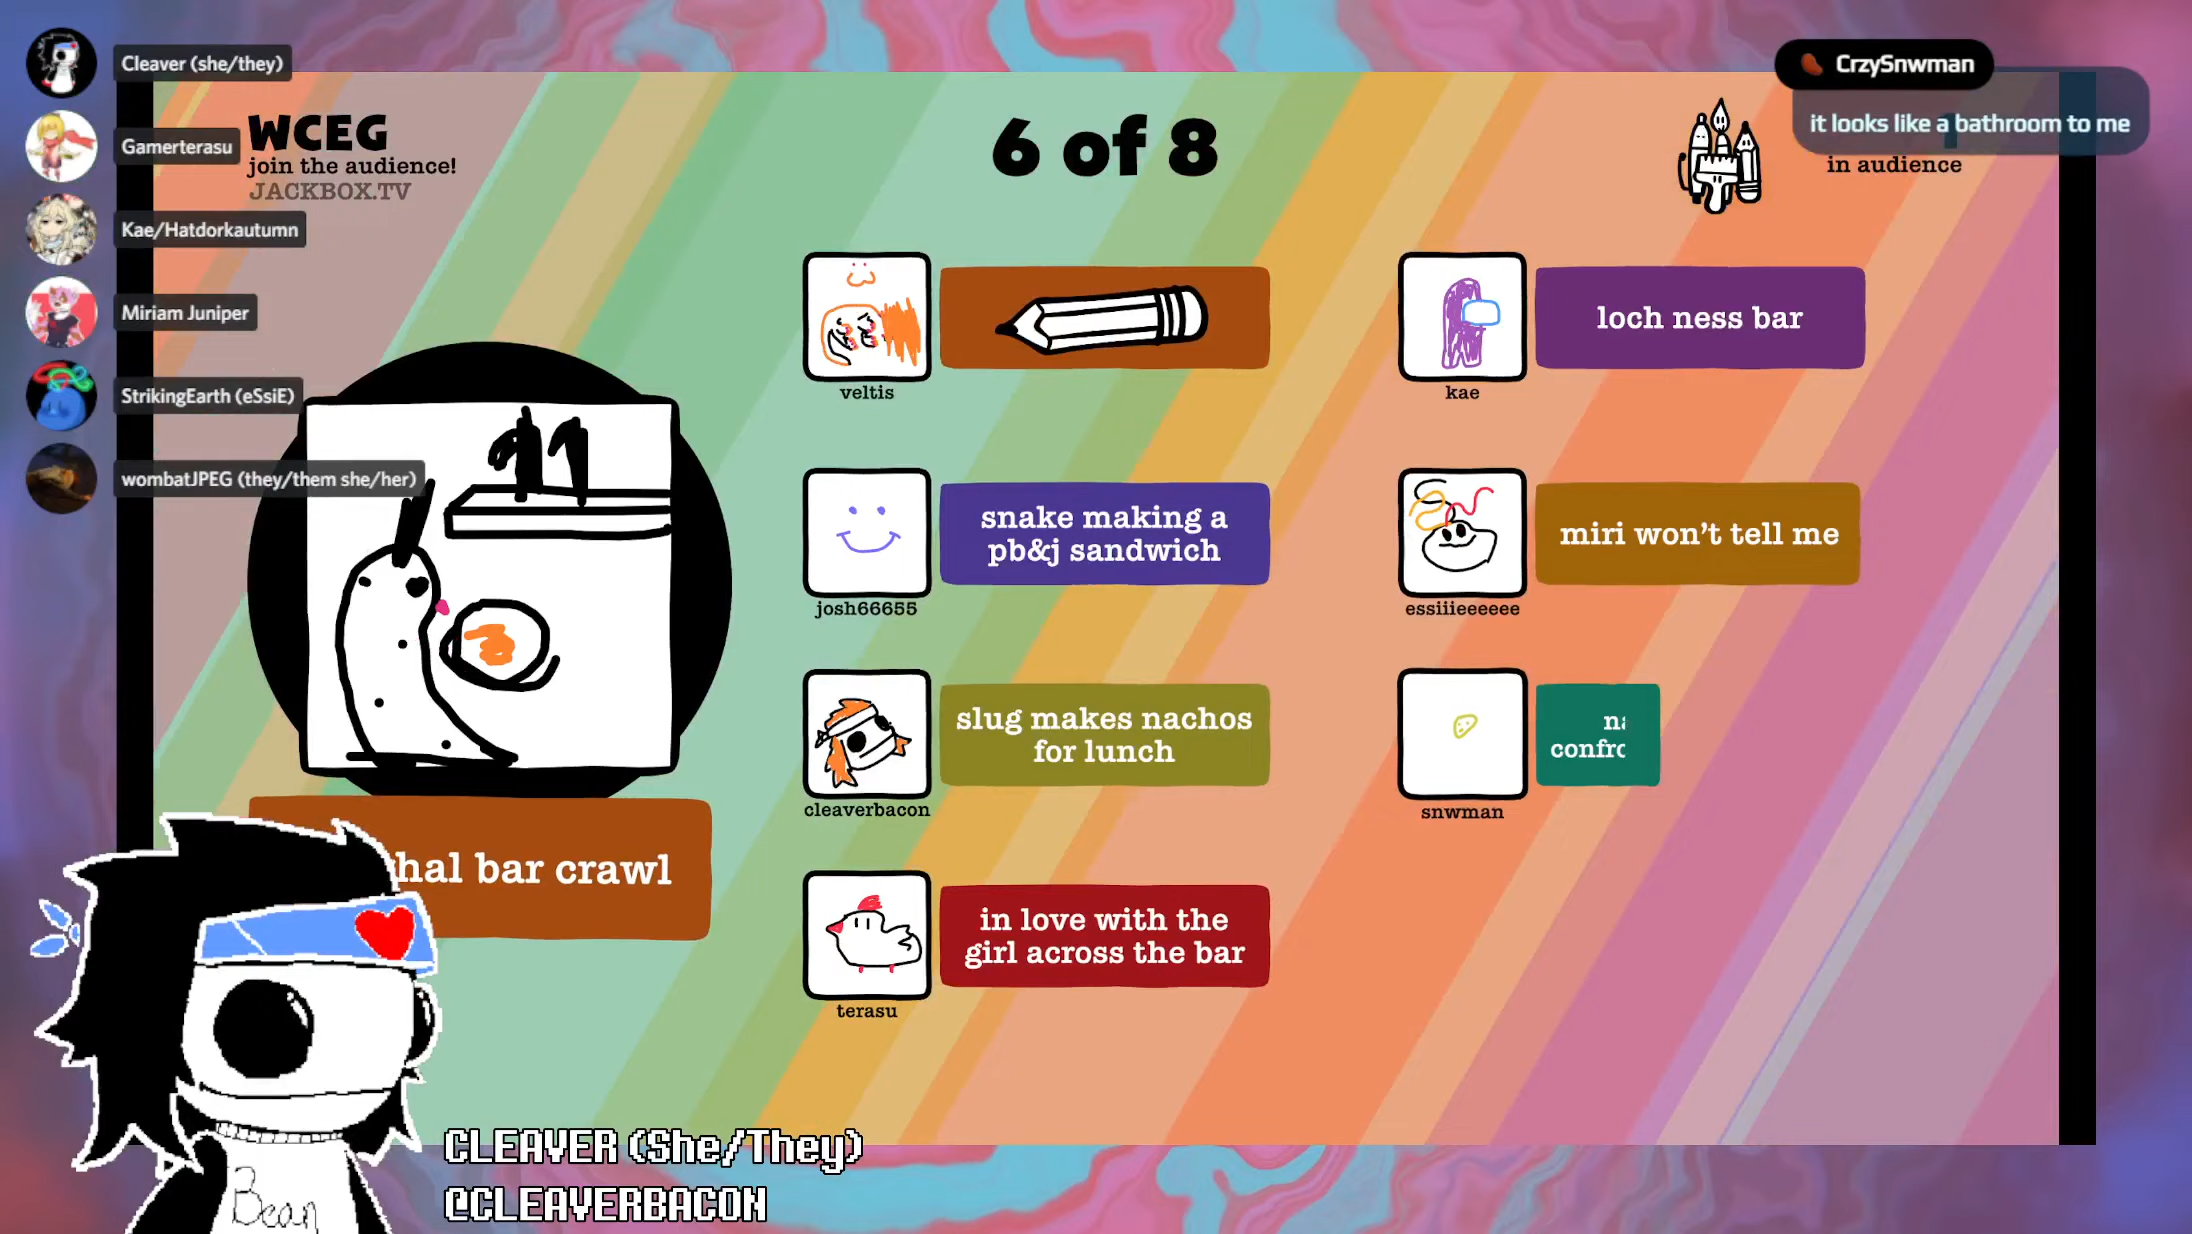 Cleaver (she/they)
Gamerterasu
Kae/Hatdorkautumn
Miriam Juniper
StrikingEarth (eSsiE)
wombatJPEG (they/them she/her)
WCEG
join the audience!
JACKBOX.TV
6 of 8
CrzySnwman
it looks like a bathroom to me
in audience
11
hal bar crawl
veltis
snake making a
pb&j sandwich
josh66655
slug makes nachos
for lunch
cleaverbacon
in love with the
girl across the bar
terasu
loch ness bar
kae
miri won't tell me
essiiieeeeee
confr
snwman
Bean
CLEAVER (She/They)
@CLEAVERBACON